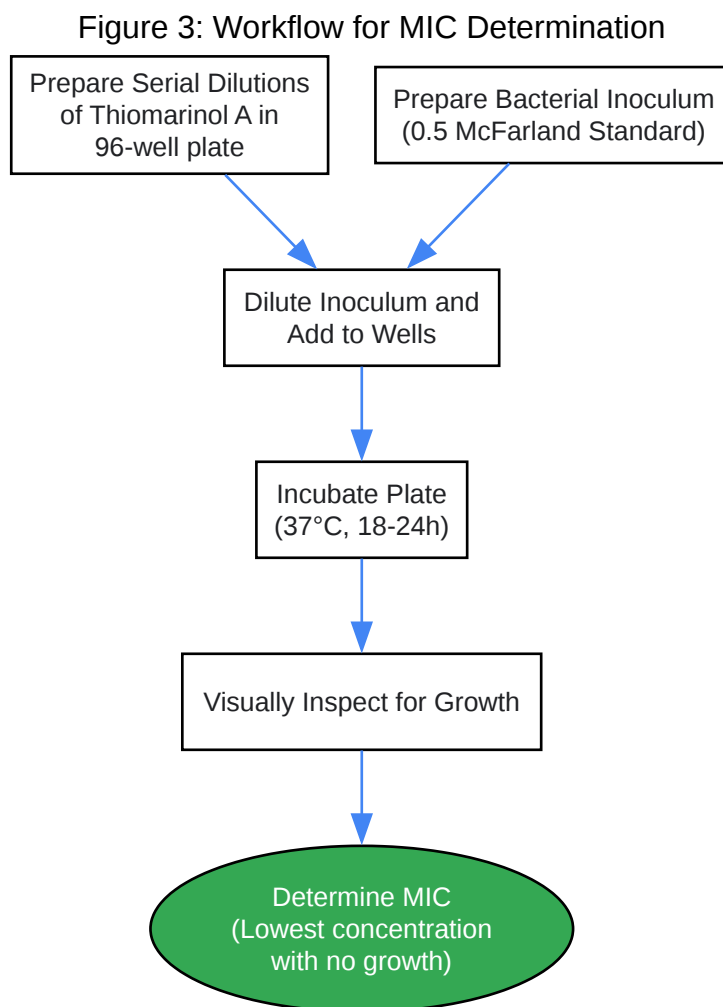 Figure 3: Workflow for MIC Determination
Prepare Serial Dilutions
of Thiomarinol A in
96-well plate
Prepare Bacterial Inoculum
(0.5 McFarland Standard)
Dilute Inoculum and
Add to Wells
Incubate Plate
(37°C, 18-24h)
Visually Inspect for Growth
Determine MIC
(Lowest concentration
with no growth)